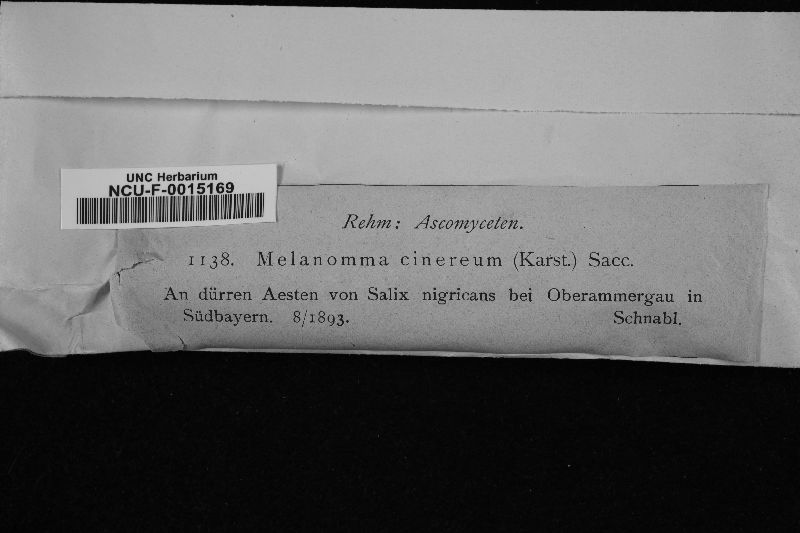 UNC Herbarium
NCU-F-0015169
Rehm: Ascomyceten.
1138. Melanomma cinereum (Karst.) Sacc.
An dürren Aesten von Salix nigricans bei Oberammergau in
Südbayern. 8/1893. Schnabl.